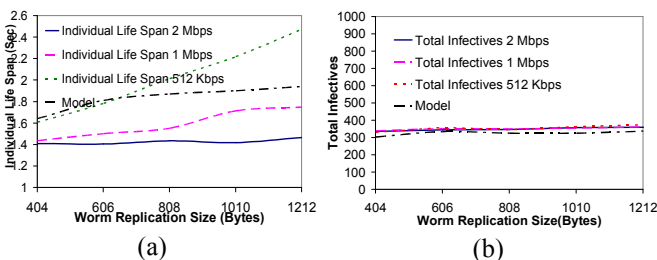 2.6
2.4
2.2
2
1.8
1.6
1.4
1.2
1
Individual Life Span (Sec)
Individual Life Span 2 Mbps
Individual Life Span 1 Mbps
Individual Life Span 512 Kbps
Model
404 606 808 1010 1212
Worm Replication Size (Bytes)
(a)
1000
900
800
700
600
500
400
300
200
100
0
Total Infectives
Total Infectives 2 Mbps
Total Infectives 1 Mbps
Total Infectives 512 Kbps
Model
404 606 808 1010 1212
Worm Replication Size(Bytes)
(b)